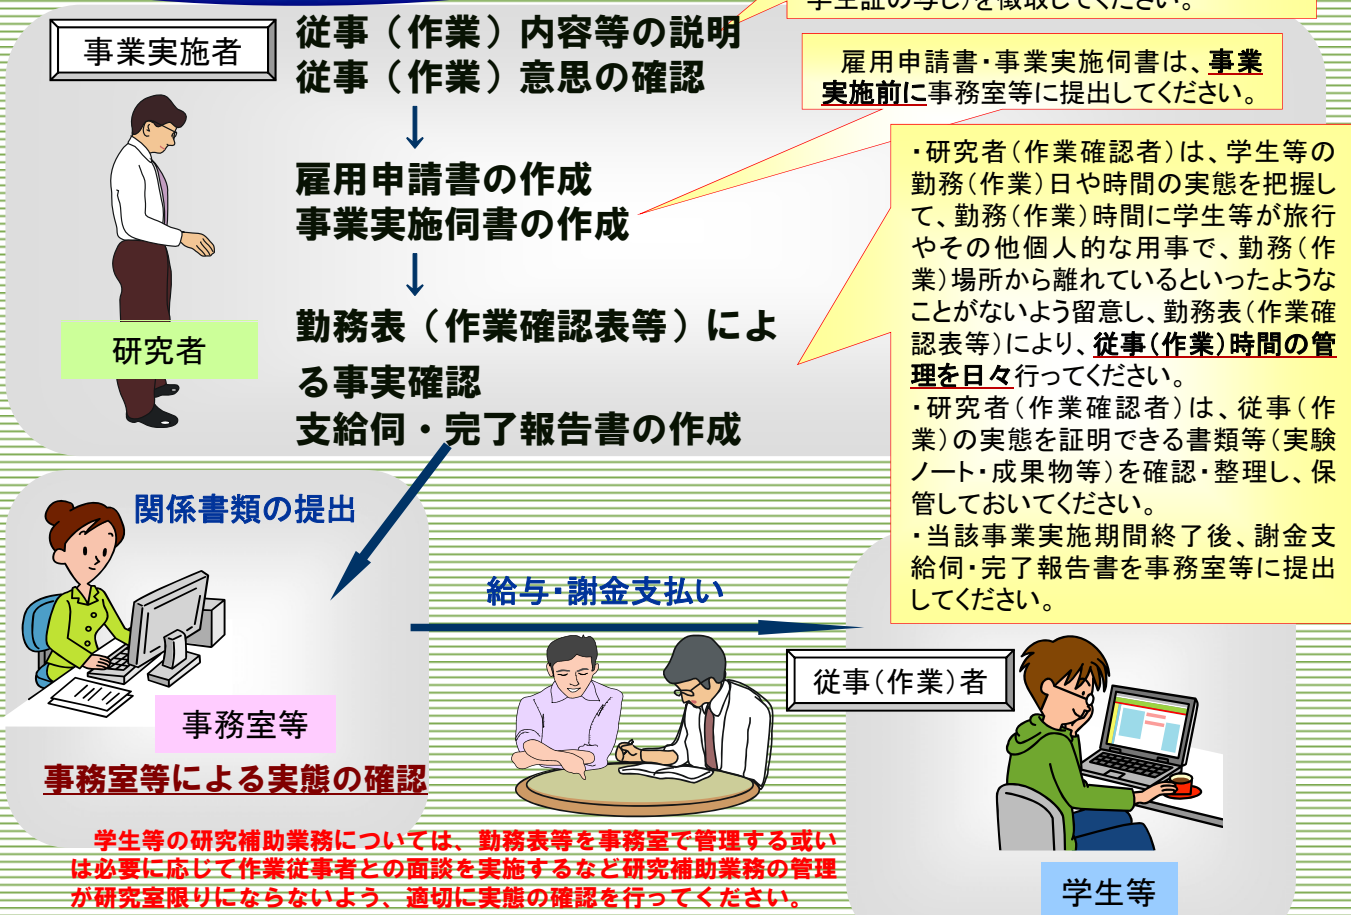 学生証の写し)を徴取してください。
事業実施者
従事（作業）内容等の説明
従事（作業）意思の確認
雇用申請書・事業実施伺書は、事業
実施前に事務室等に提出してください。
↓
雇用申請書の作成
事業実施伺書の作成
↓
研究者
勤務表（作業確認表等）によ
る事実確認
支給伺・完了報告書の作成
・研究者(作業確認者)は、学生等の
勤務(作業)日や時間の実態を把握し
て、勤務(作業)時間に学生等が旅行
やその他個人的な用事で、勤務(作
業)場所から離れているといったような
ことがないよう留意し、勤務表(作業確
認表等)により、従事(作業)時間の管
理を日々行ってください。
・研究者(作業確認者)は、従事(作
業)の実態を証明できる書類等(実験
ノート・成果物等)を確認・整理し、保
管しておいてください。
・当該事業実施期間終了後、謝金支
給伺・完了報告書を事務室等に提出
してください。
関係書類の提出
給与・謝金支払い
従事(作業)者
事務室等
事務室等による実態の確認
学生等の研究補助業務については、勤務表等を事務室で管理する或い
は必要に応じて作業従事者との面談を実施するなど研究補助業務の管理
が研究室限りにならないよう、適切に実態の確認を行ってください。
学生等